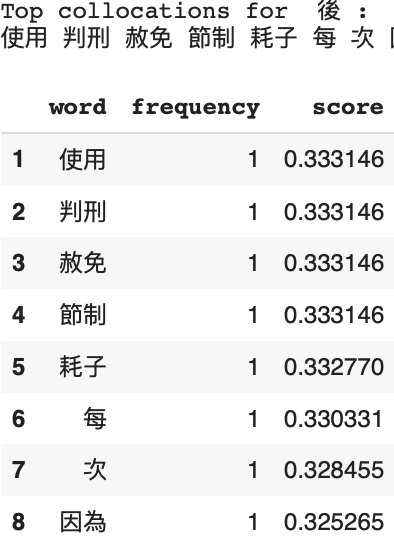 Top collocations for 後 :
使用 判刑 赦免 節制 耗子 每 次
word frequency score
1 使用 1 0.333146
2 判刑 1 0.333146
3 赦免 1 0.333146
4 節制 1 0.333146
5 耗子 1 0.332770
6 每 1 0.330331
7 次 1 0.328455
8 因為 1 0.325265